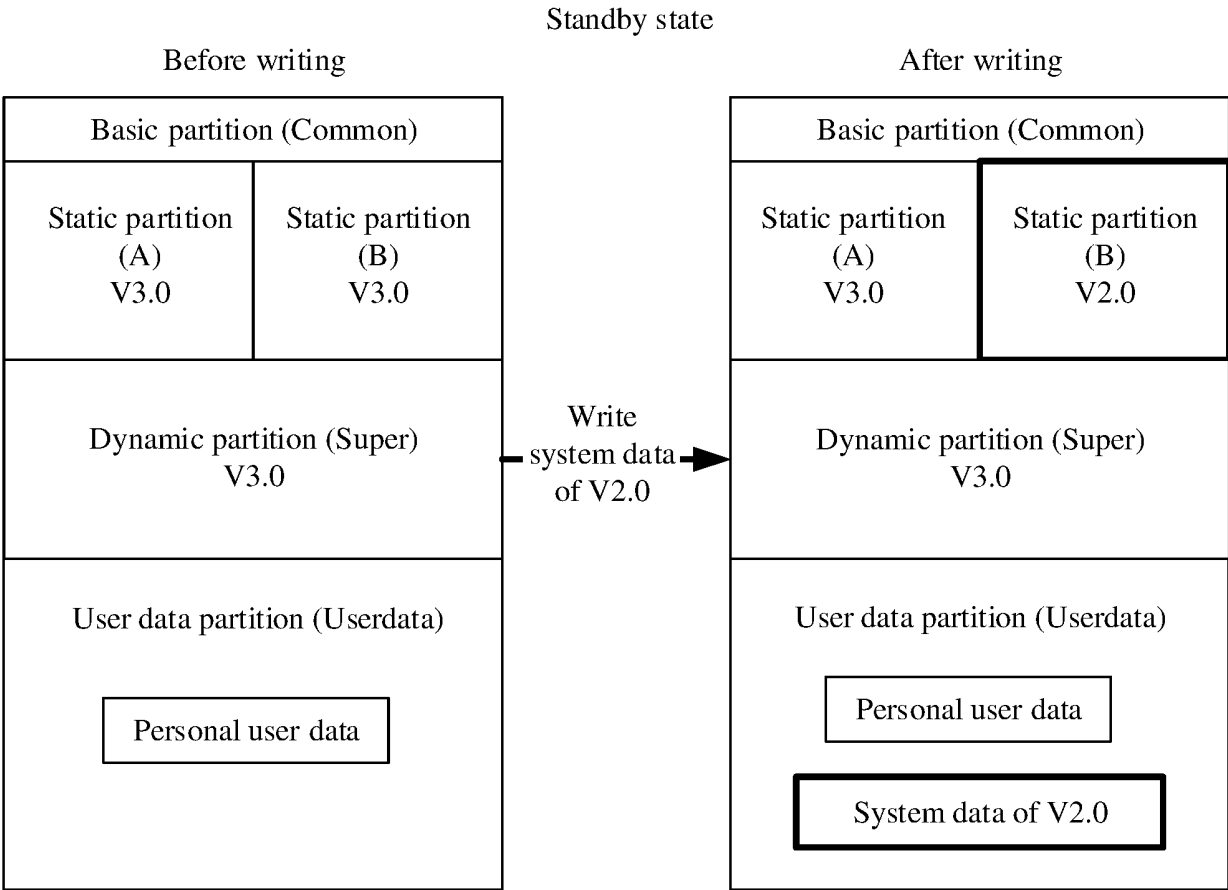 Standby state
Before writing
Basic partition (Common)
Static partition
(A)
V3.0
Static partition
(B)
V3.0
Dynamic partition (Super)
V3.0
User data partition (Userdata)
Personal user data
Write
system data
of V2.0
After writing
Basic partition (Common)
Static partition
(A)
V3.0
Static partition
(B)
V2.0
Dynamic partition (Super)
V3.0
User data partition (Userdata)
Personal user data
System data of V2.0